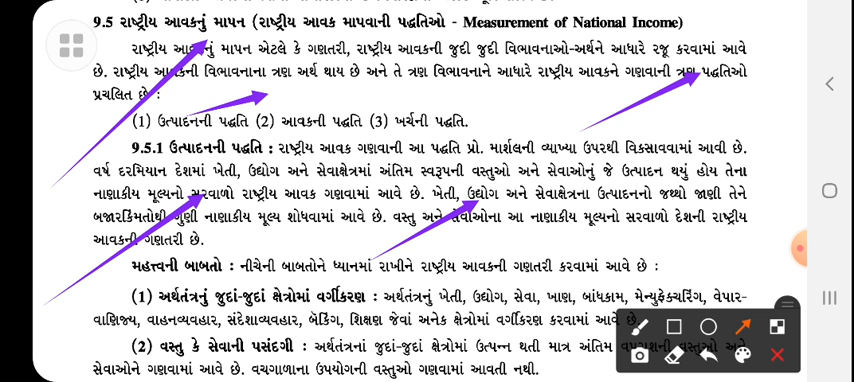 9.5 રાષ્ટ્રીય આવકનું માપન (રાષ્ટ્રીય આવક માપવાની પદ્ધતિઓ - Measurement of National Income)
રાષ્ટ્રીય આવકનું માપન એટલે કે ગણતરી, રાષ્ટ્રીય આવકની જુદી જુદી વિભાવનાઓ-અર્થને આધારે રજૂ કરવામાં આવે
છે. રાષ્ટ્રીય આવકની વિભાવનાના ત્રણ અર્થ થાય છે અને તે ત્રણ વિભાવનાને આધારે રાષ્ટ્રીય આવકને ગણવાની ત્રણ પદ્ધતિઓ
પ્રચલિત છે :
(1) ઉત્પાદનની પદ્ધતિ (2) આવકની પદ્ધતિ (3) ખર્ચની પદ્ધતિ.
9.5.1 ઉત્પાદનની પદ્ધતિ : રાષ્ટ્રીય આવક ગણવાની આ પદ્ધતિ પ્રો. માર્શલની વ્યાખ્યા ઉપરથી વિકસાવવામાં આવી છે.
વર્ષ દરમિયાન દેશમાં ખેતી, ઉદ્યોગ અને સેવાક્ષેત્રમાં અંતિમ સ્વરૂપની વસ્તુઓ અને સેવાઓનું જે ઉત્પાદન થયું હોય તેના
નાણાકીય મૂલ્યનો સરવાળો રાષ્ટ્રીય આવક ગણવામાં આવે છે. ખેતી, ઉદ્યોગ અને સેવાક્ષેત્રના ઉત્પાદનનો જથ્થો જાણી તેને
બજારકિંમતોથી ગુણી નાણાકીય મૂલ્ય શોધવામાં આવે છે. વસ્તુ અને સેવાઓના આ નાણાકીય મૂલ્યનો સરવાળો દેશની રાષ્ટ્રીય
આવકની ગણતરી છે.
મહત્ત્વની બાબતો : નીચેની બાબતોને ધ્યાનમાં રાખીને રાષ્ટ્રીય આવકની ગણતરી કરવામાં આવે છે :
(1) અર્થતંત્રનું જુદાં-જુદાં ક્ષેત્રોમાં વર્ગીકરણ : અર્થતંત્રનું ખેતી, ઉદ્યોગ, સેવા, ખાણ, બાંધકામ, મેન્યુફેક્ચરિંગ, વેપાર-
વાણિજ્ય, વાહનવ્યવહાર, સંદેશાવ્યવહાર, બૅંકિંગ, શિક્ષણ જેવાં અનેક ક્ષેત્રોમાં વર્ગીકરણ કરવામાં આવે છે.
(2) વસ્તુ કે સેવાની પસંદગી : અર્થતંત્રનાં જુદાં-જુદાં ક્ષેત્રોમાં ઉત્પન્ન થતી માત્ર અંતિમ વપરાશની વસ્તુઓ અને
સેવાઓને ગણવામાં આવે છે. વચગાળાના ઉપયોગની વસ્તુઓ ગણવામાં આવતી નથી.